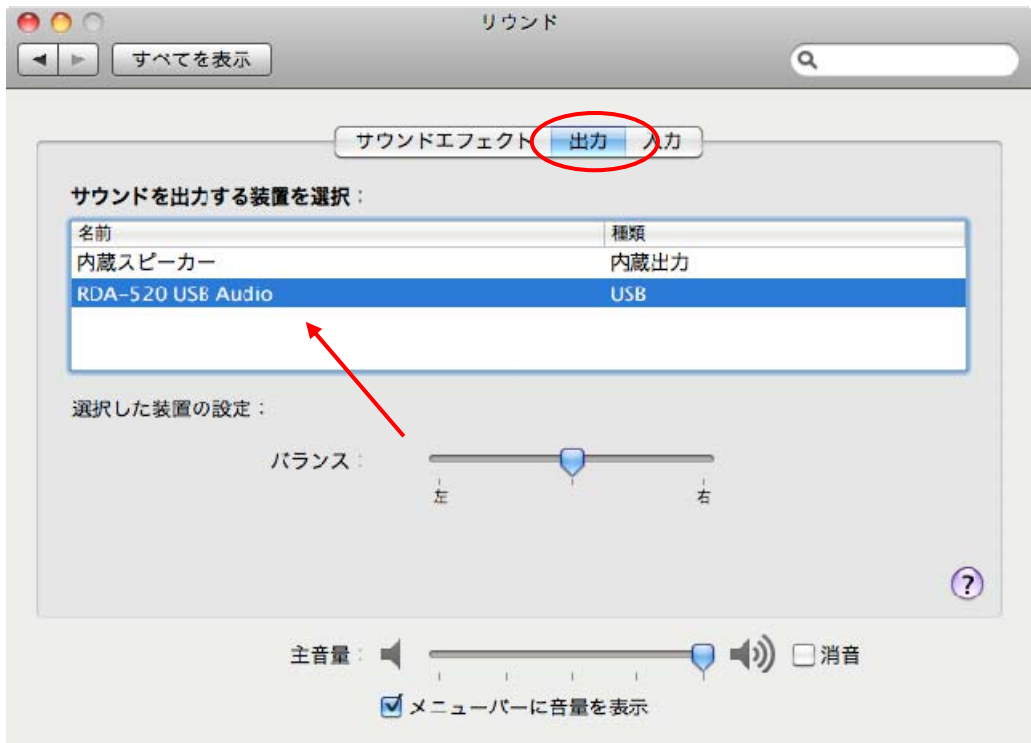 リウンド
すべてを表示
サウンドエフェクト 出力 入力
サウンドを出力する装置を選択：
名前 種類
内蔵スピーカー 内蔵出力
RDA-520 USB Audio USB
選択した装置の設定：
バランス：
左 右
?
主音量： 消音
メニューバーに音量を表示